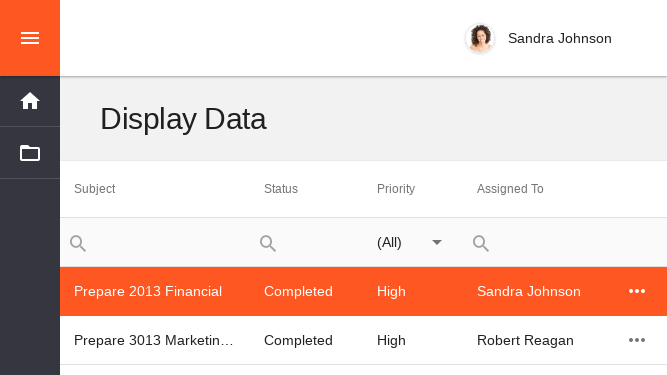 Sandra Johnson
Display Data
Subject Status Priority Assigned To
(All)
Prepare 2013 Financial Completed High Sandra Johnson
Prepare 3013 Marketin… Completed High Robert Reagan